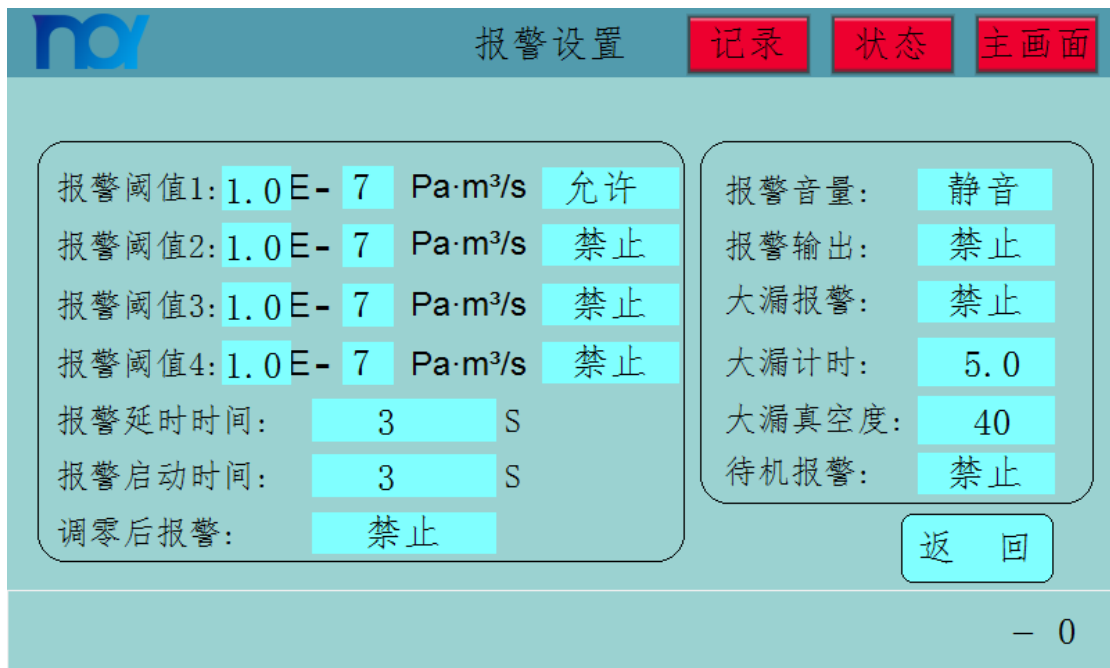 noy 报警设置 记录 状态 主画面
报警阈值1: 1.0 E- 7 Pa·m³/s 允许
报警阈值2: 1.0 E- 7 Pa·m³/s 禁止
报警阈值3: 1.0 E- 7 Pa·m³/s 禁止
报警阈值4: 1.0 E- 7 Pa·m³/s 禁止
报警延时时间: 3 S
报警启动时间: 3 S
调零后报警: 禁止
报警音量: 静音
报警输出: 禁止
大漏报警: 禁止
大漏计时: 5.0
大漏真空度: 40
待机报警: 禁止
返 回
- 0